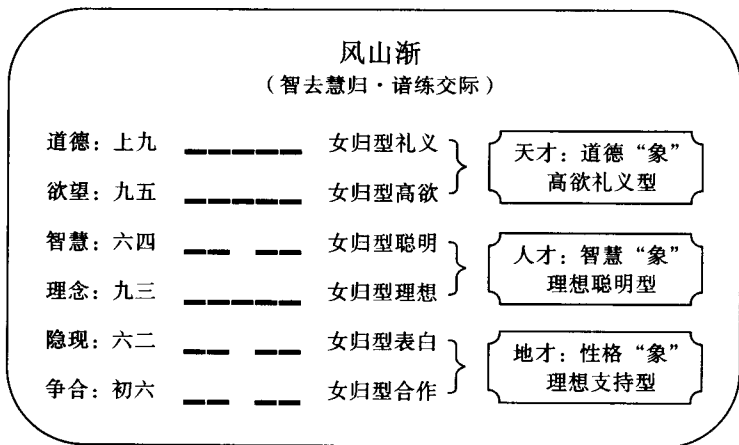 风山渐
（智去慧归·谙练交际）
道德：上九 女归型礼义
欲望：九五 女归型高欲
天才：道德“象”
高欲礼义型
智慧：六四 女归型聪明
理念：九三 女归型理想
人才：智慧“象”
理想聪明型
隐现：六二 女归型表白
争合：初六 女归型合作
地才：性格“象”
理想支持型